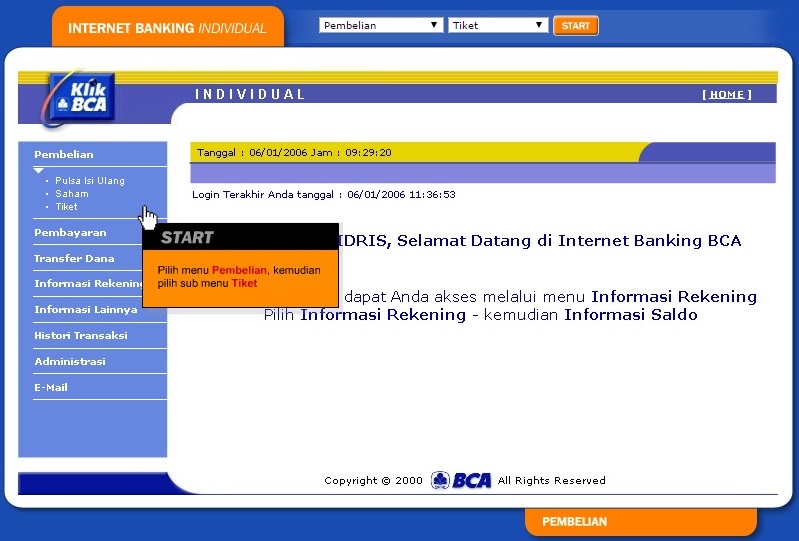 INTERNET BANKING INDIVIDUAL
Pembelian
Tiket
START
Klik
BCA
INDIVIDUAL
[ HOME ]
Pembelian
• Pulsa Isi Ulang
• Saham
• Tiket
Pembayaran
Transfer Dana
Informasi Rekening
Informasi Lainnya
Histori Transaksi
Administrasi
E-Mail
Tanggal : 06/01/2006 Jam : 09:29:20
Login Terakhir Anda tanggal : 06/01/2006 11:36:53
START
Pilih menu Pembelian, kemudian
pilih sub menu Tiket
IDRIS, Selamat Datang di Internet Banking BCA
dapat Anda akses melalui menu Informasi Rekening
Pilih Informasi Rekening - kemudian Informasi Saldo
Copyright © 2000 BCA All Rights Reserved
PEMBELIAN